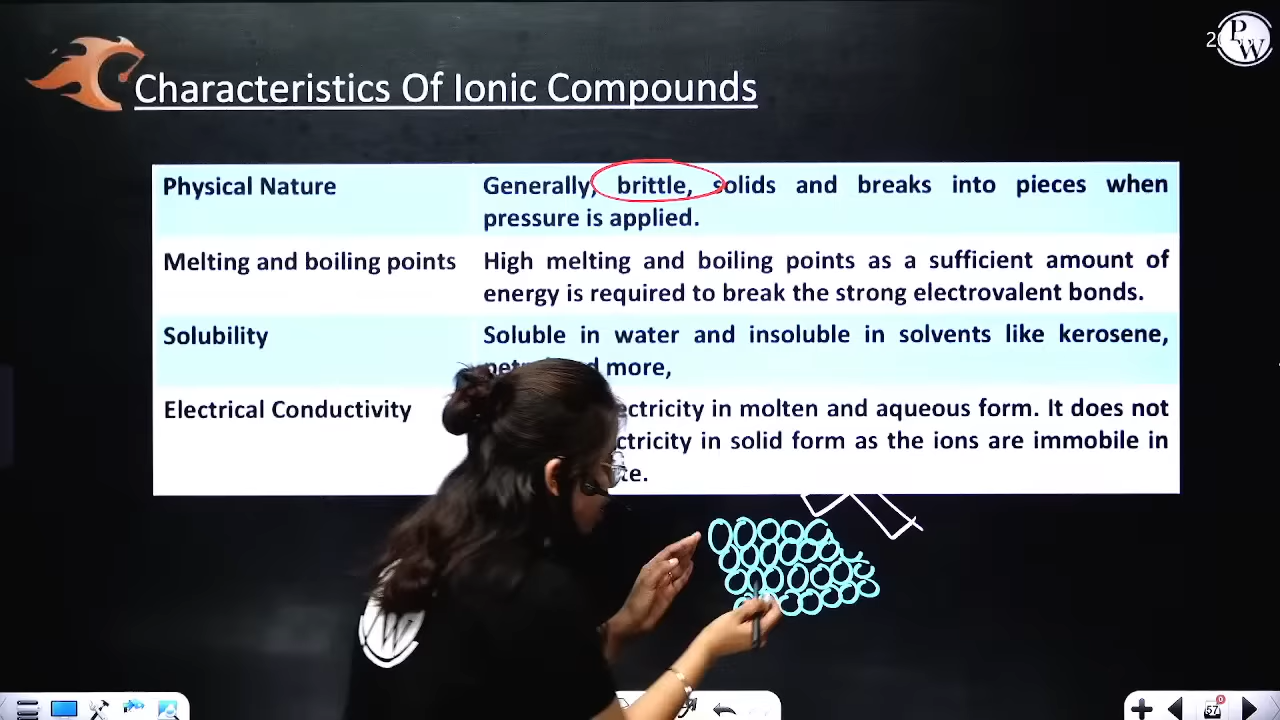 P
W
Characteristics Of Ionic Compounds
Physical Nature
Generally, brittle, solids and breaks into pieces when
pressure is applied.
Melting and boiling points
High melting and boiling points as a sufficient amount of
energy is required to break the strong electrovalent bonds.
Solubility
Soluble in water and insoluble in solvents like kerosene,
more,
Electrical Conductivity
in molten and aqueous form. It does not
in solid form as the ions are immobile in
W
57